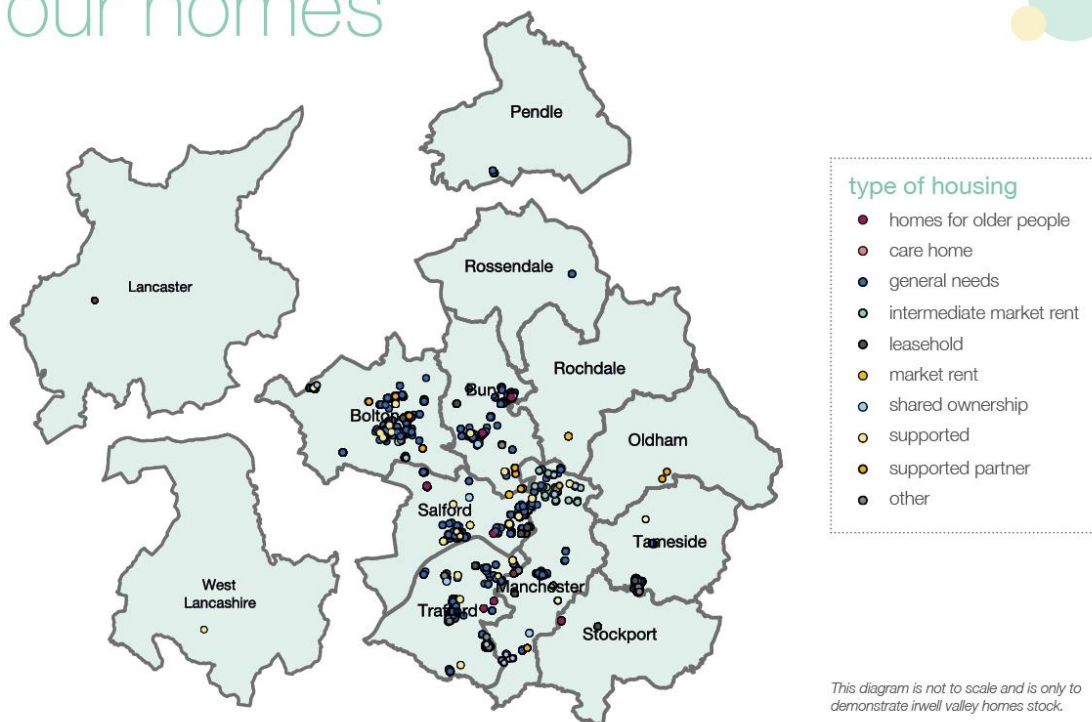 our homes
Pendle
Lancaster
Rossendale
Rochdale
Bury
Bolton
Oldham
Salford
Tameside
West
Lancashire
Manchester
Trafford
Stockport
type of housing
homes for older people
care home
general needs
intermediate market rent
leasehold
market rent
shared ownership
supported
supported partner
other
This diagram is not to scale and is only to
demonstrate irwell valley homes stock.